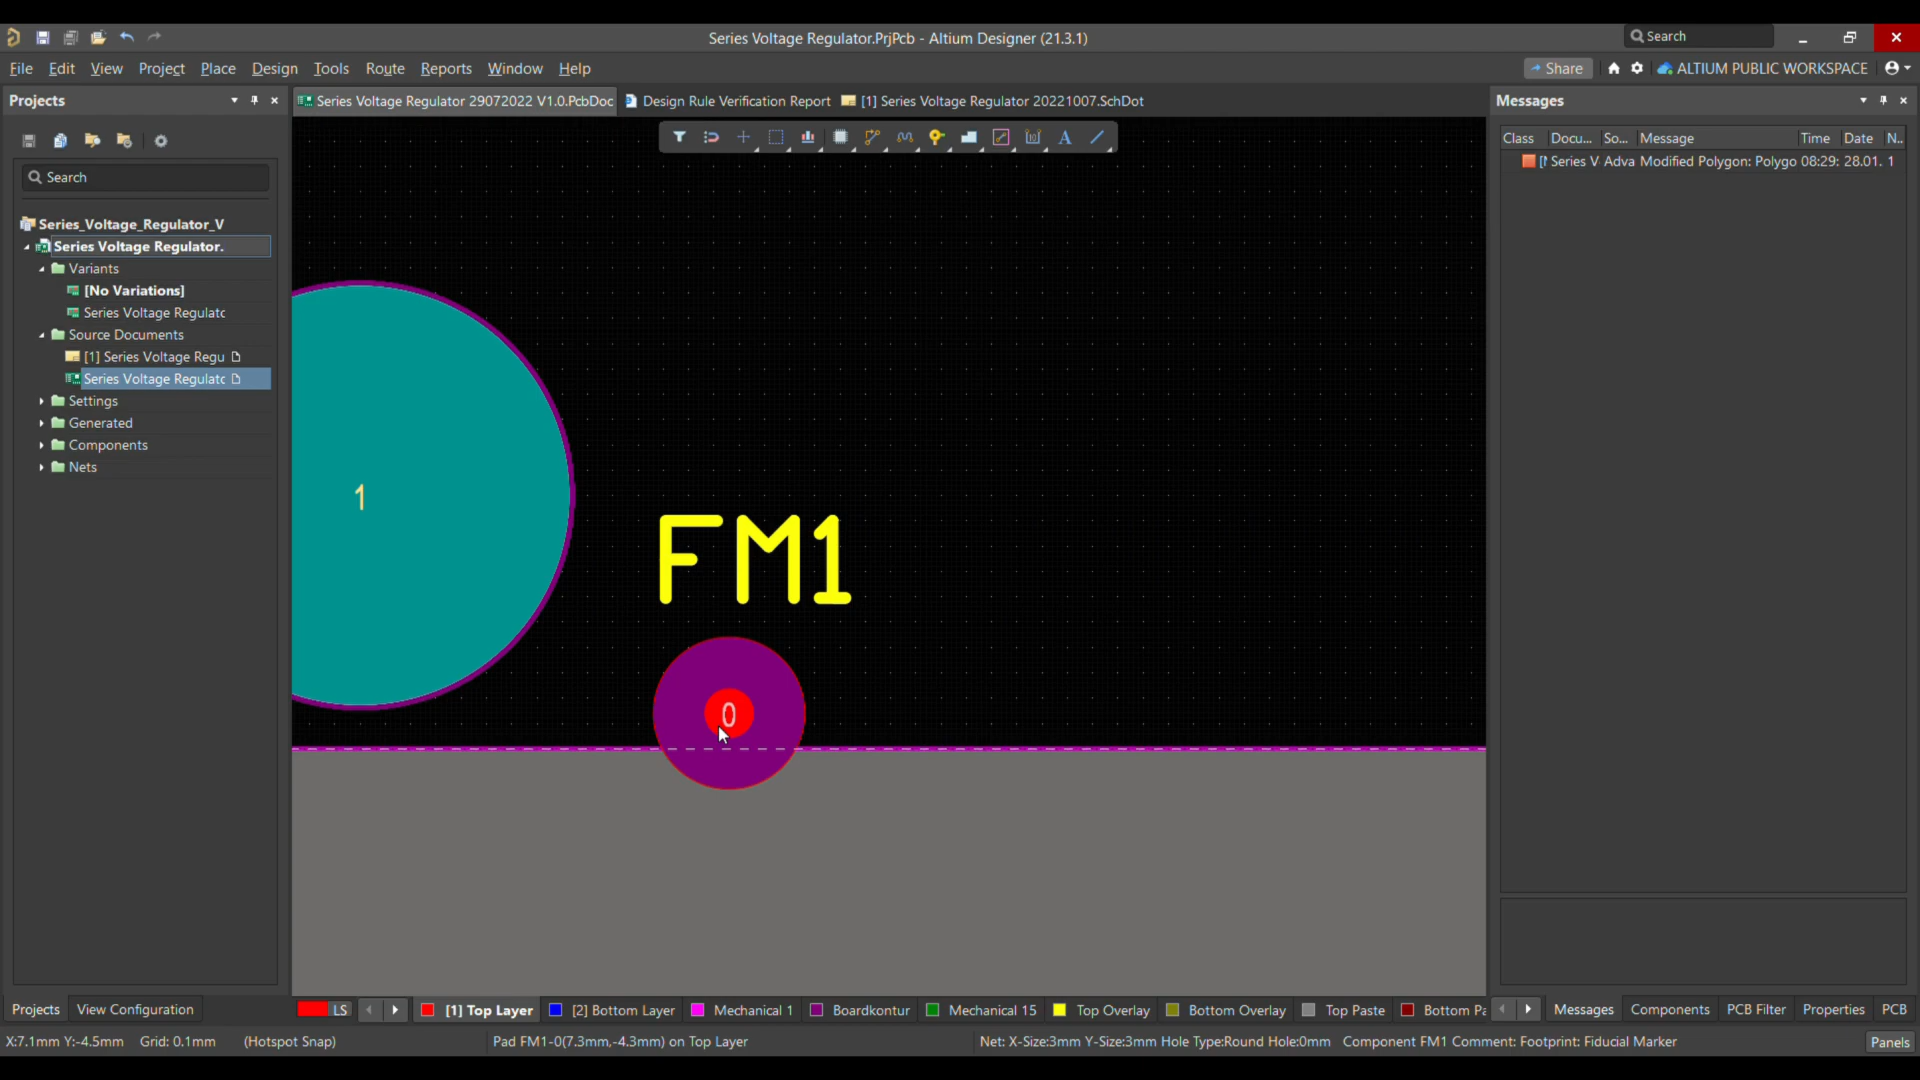 Series Voltage Regulator.PrjPcb - Altium Designer (21.3.1)
Search
File Edit View Project Place Design Tools Route Reports Window Help
Share
ALTIUM PUBLIC WORKSPACE
Projects
Series Voltage Regulator 29072022 V1.0.PcbDoc
Design Rule Verification Report
[1] Series Voltage Regulator 20221007.SchDot
Messages
Search
Series_Voltage_Regulator_V
Series Voltage Regulator.
Variants
[No Variations]
Series Voltage Regulatc
Source Documents
[1] Series Voltage Regu
Series Voltage Regulatc
Settings
Generated
Components
Nets
1
FM1
0
Class Docu... So... Message Time Date N..
Series V Adva Modified Polygon: Polygo 08:29: 28.01. 1
Projects View Configuration
LS
[1] Top Layer
[2] Bottom Layer
Mechanical 1
Boardkontur
Mechanical 15
Top Overlay
Bottom Overlay
Top Paste
Bottom Pa
Messages Components PCB Filter Properties PCB
X:7.1mm Y:-4.5mm Grid: 0.1mm (Hotspot Snap)
Pad FM1-0(7.3mm,-4.3mm) on Top Layer
Net: X-Size:3mm Y-Size:3mm Hole Type:Round Hole:0mm Component FM1 Comment: Footprint: Fiducial Marker
Panels